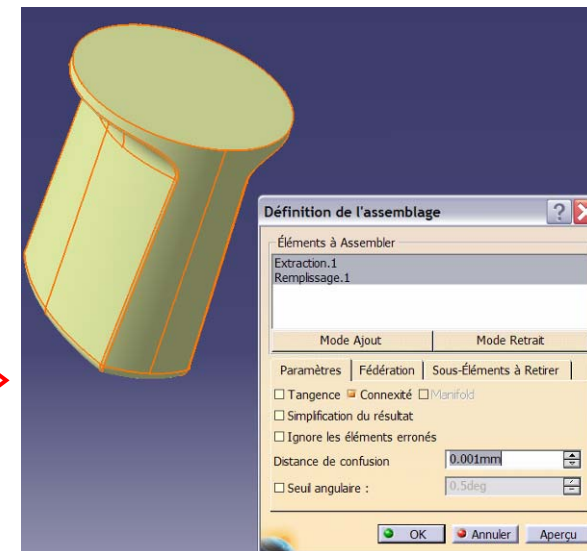 Définition de l'assemblage
Éléments à Assembler
Extraction.1
Remplissage.1
Mode Ajout Mode Retrait
Paramètres Fédération Sous-Éléments à Retirer
Tangence Connexité Manifold
Simplification du résultat
Ignore les éléments erronés
Distance de confusion 0.001mm
Seuil angulaire : 0.5deg
OK Annuler Aperçu